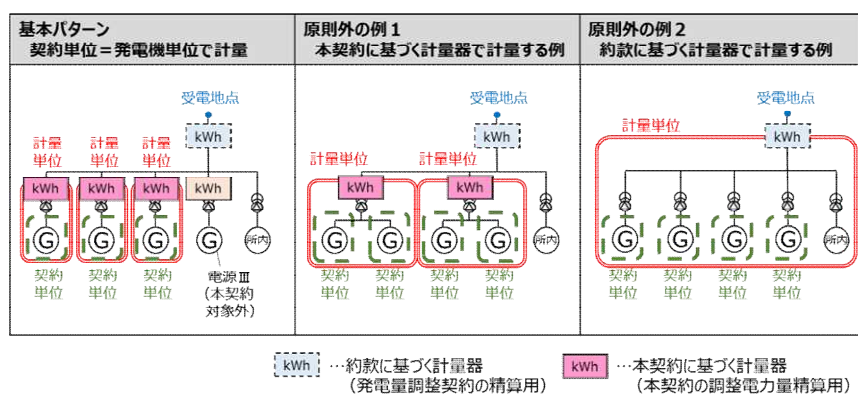 基本パターン
契約単位＝発電機単位で計量
受電地点
kWh
計量
単位
計量
単位
計量
単位
kWh
kWh
kWh
kWh
G
G
G
G
所内
契約
単位
契約
単位
契約
単位
電源Ⅲ
（本契約
対象外）
原則外の例１
本契約に基づく計量器で計量する例
受電地点
kWh
計量単位
計量単位
kWh
kWh
G
G
G
G
所内
契約
単位
契約
単位
契約
単位
契約
単位
原則外の例２
約款に基づく計量器で計量する例
受電地点
計量単位
kWh
G
G
G
G
所内
契約
単位
契約
単位
契約
単位
契約
単位
kWh …約款に基づく計量器
（発電量調整契約の精算用）
kWh …本契約に基づく計量器
（本契約の調整電力量精算用）